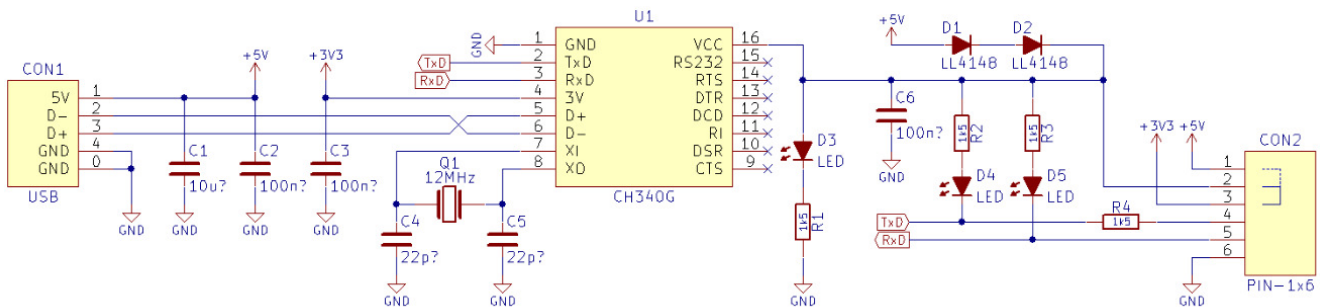 CON1
5V 1
D- 2
D+ 3
GND 4
GND 0
USB
GND
+5V
+3V3
C1
10u?
GND
C2
100n?
GND
C3
100n?
GND
TxD
RxD
GND
U1
1 GND
2 TxD
3 RxD
4 3V
5 D+
6 D-
7 XI
8 XO
VCC 16
RS232 15
RTS 14
DTR 13
DCD 12
RI 11
DSR 10
CTS 9
CH340G
Q1
12MHz
C4
22p?
GND
C5
22p?
GND
D3
LED
1k5
R1
GND
+5V
D1
LL4148
D2
LL4148
C6
100n?
GND
1k5
R2
1k5
R3
D4
LED
D5
LED
TxD
RxD
R4
1k5
+3V3
+5V
CON2
1
2
3
4
5
6
GND
PIN-1x6